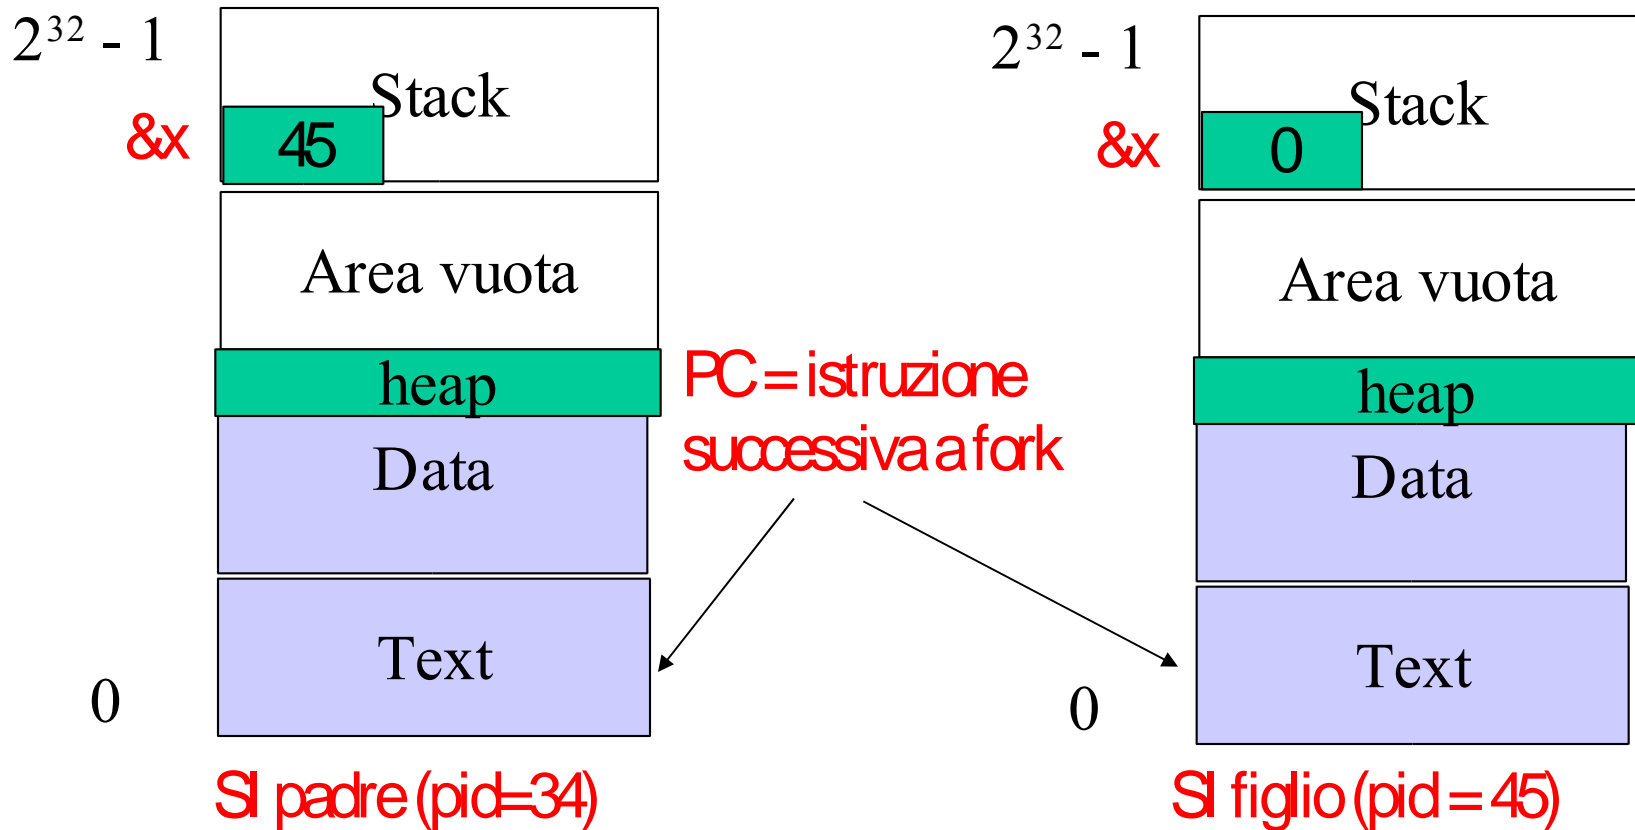 2³² - 1
Stack
&x
45
Area vuota
heap
Data
Text
0
SI padre (pid=34)
PC = istruzione
successiva a fork
2³² - 1
Stack
&x
0
Area vuota
heap
Data
Text
0
SI figlio (pid = 45)